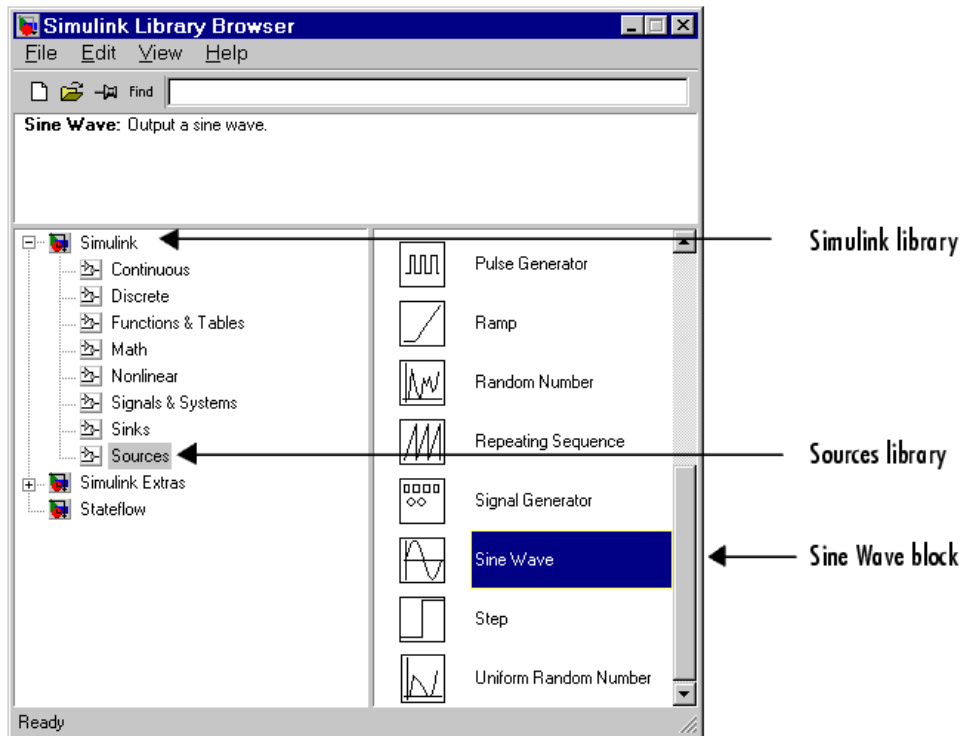 Simulink Library Browser
File Edit View Help
Find
Sine Wave: Output a sine wave.
Simulink
Continuous
Discrete
Functions & Tables
Math
Nonlinear
Signals & Systems
Sinks
Sources
Simulink Extras
Stateflow
Pulse Generator
Ramp
Random Number
Repeating Sequence
Signal Generator
Sine Wave
Step
Uniform Random Number
Ready
Simulink library
Sources library
Sine Wave block